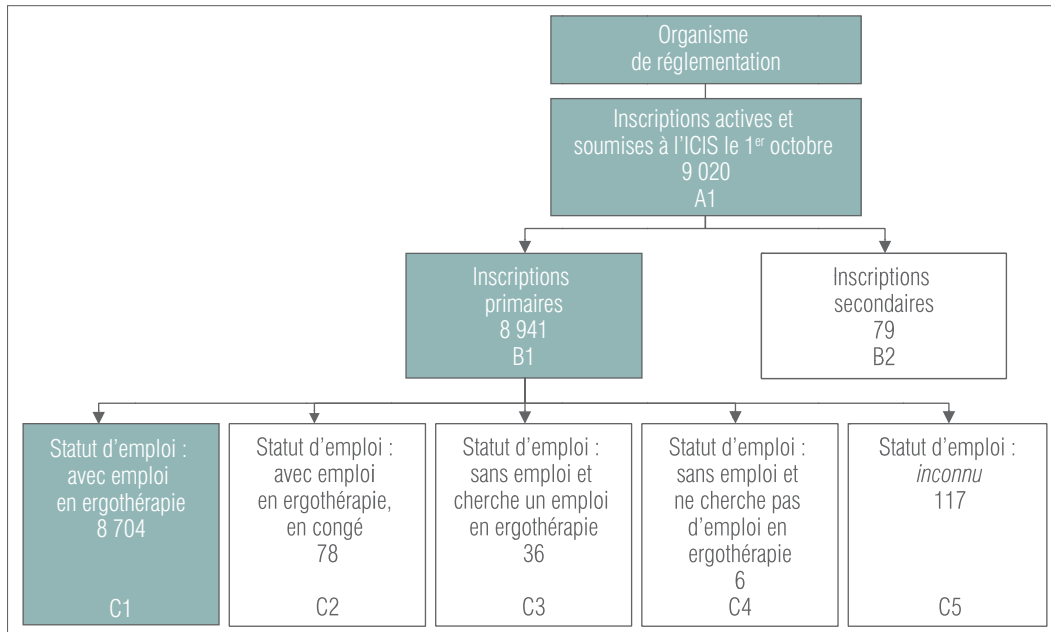 Organisme
de réglementation
Inscriptions actives et
soumises à l'ICIS le 1er octobre
9 020
A1
Inscriptions
primaires
8 941
B1
Inscriptions
secondaires
79
B2
Statut d'emploi :
avec emploi
en ergothérapie
8 704
C1
Statut d'emploi :
avec emploi
en ergothérapie,
en congé
78
C2
Statut d'emploi :
sans emploi et
cherche un emploi
en ergothérapie
36
C3
Statut d'emploi :
sans emploi et
ne cherche pas
d'emploi en
ergothérapie
6
C4
Statut d'emploi :
inconnu
117
C5